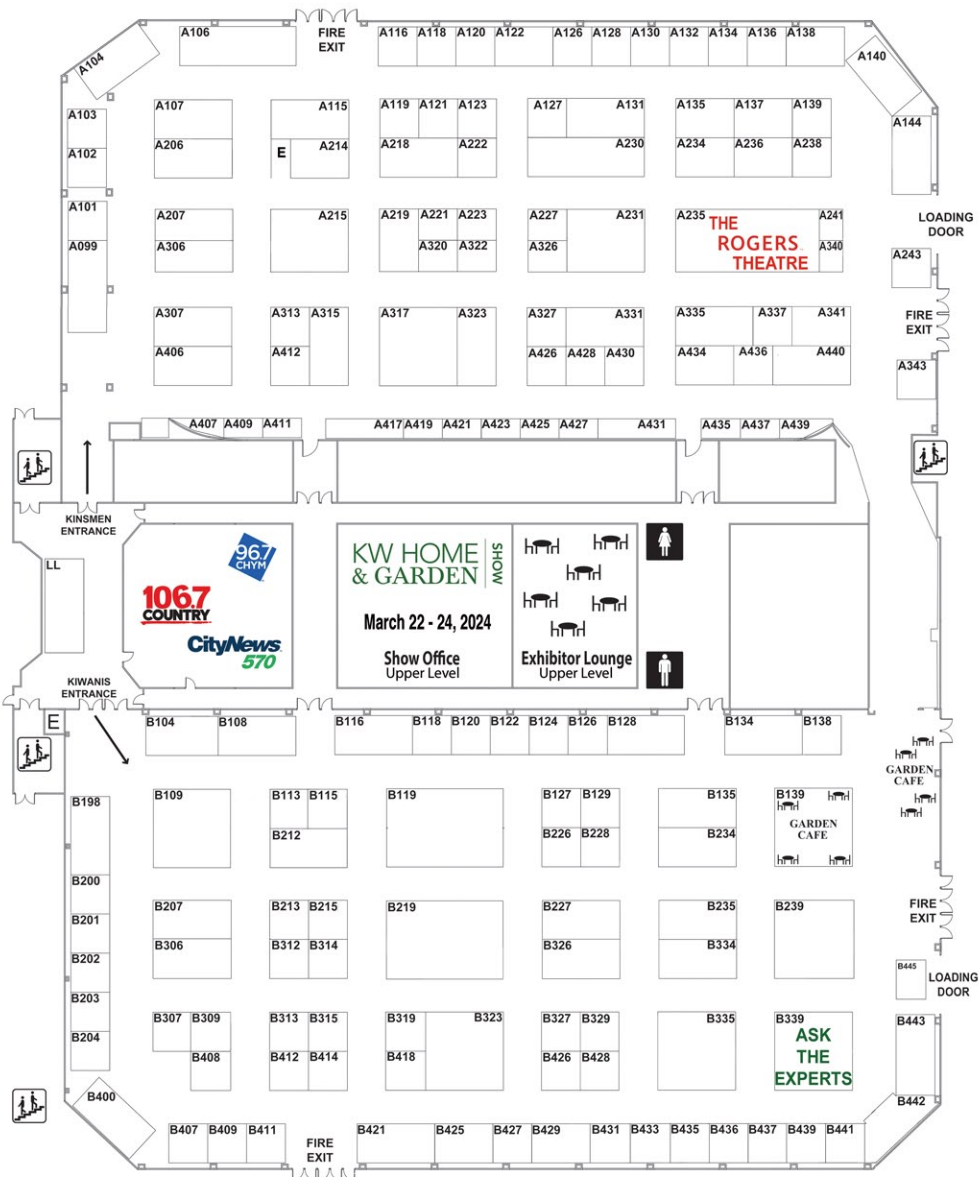 A106
FIRE
EXIT
A116 A118 A120 A122 A126 A128 A130 A132 A134 A136 A138
A104
A140
A103
A107
A115
A119 A121 A123
A127 A131
A135 A137 A139
A144
A102
A206
E A214
A218 A222
A230
A234 A236 A238
A101
A207
A215
A219 A221 A223
A227 A231
A235
THE
ROGERS
THEATRE
A241
LOADING
DOOR
A099
A306
A320 A322
A326
A340
A243
A307
A313 A315
A317 A323
A327 A331
A335 A337 A341
FIRE
EXIT
A406
A412
A426 A428 A430
A434 A436 A440
A343
A407 A409 A411
A417 A419 A421 A423 A425 A427 A431
A435 A437 A439
KINSMEN
ENTRANCE
LL
96.7
CHYM
106.7
COUNTRY
CityNews
570
KW HOME
& GARDEN
SHOW
March 22 - 24, 2024
Show Office
Upper Level
Exhibitor Lounge
Upper Level
KIWANIS
ENTRANCE
E
B104 B108
B116 B118 B120 B122 B124 B126 B128
B134 B138
GARDEN
CAFE
B198
B109
B113 B115
B119
B127 B129
B135
B139
GARDEN
CAFE
B212
B226 B228
B234
B200
B207
B213 B215
B219
B227
B235
B239
FIRE
EXIT
B201
B306
B312 B314
B326
B334
B202
B445
LOADING
DOOR
B203
B307 B309
B313 B315
B319 B323
B327 B329
B335
B339
ASK
THE
EXPERTS
B443
B204
B408
B412 B414
B418
B426 B428
B400
B442
B407 B409 B411
FIRE
EXIT
B421 B425 B427 B429 B431 B433 B435 B436 B437 B439 B441